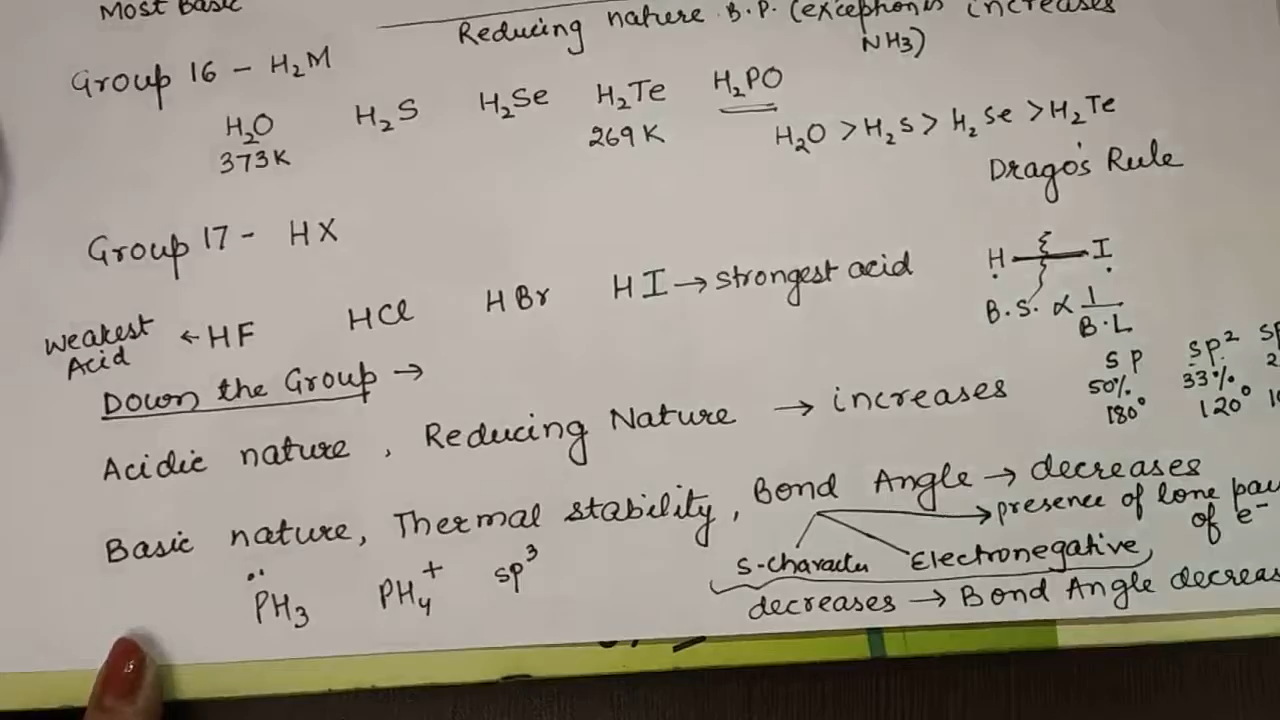 Most Basic
Reducing nature B.P. (exception is increases
NH3)
Group 16 - H2M
H2O H2S H2Se H2Te H2PO
373K 269K
H2O > H2S > H2Se > H2Te
Drago's Rule
Group 17 - HX
H I
B.S. ∝ 1/B.L
Weakest Acid ← HF HCl HBr HI → strongest acid
Down the Group →
SP SP2
50% 33%
180° 120°
Acidic nature, Reducing Nature → increases
Basic nature, Thermal stability, Bond Angle → decreases
presence of lone
of e-
s-character Electronegative
decreases → Bond Angle
PH3 PH4+ sp3